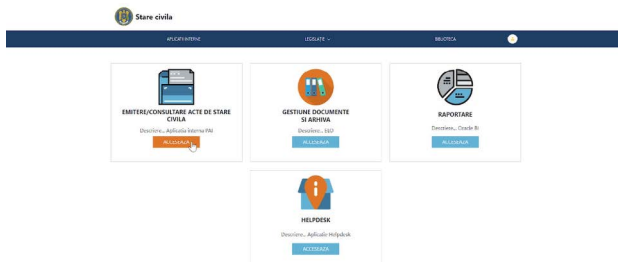 Stare civila
APLICATII INTERNE
LEGISLATIE
BIBLIOTECA
EMITERE/CONSULTARE ACTE DE STARE
CIVILA
Descriere... Aplicatia interna PAI
ACCESEAZA
GESTIUNE DOCUMENTE
SI ARHIVA
Descriere...
ACCESEAZA
RAPORTARE
Descriere... Oracle BI
ACCESEAZA
HELPDESK
Descriere... Aplicatie Helpdesk
ACCESEAZA